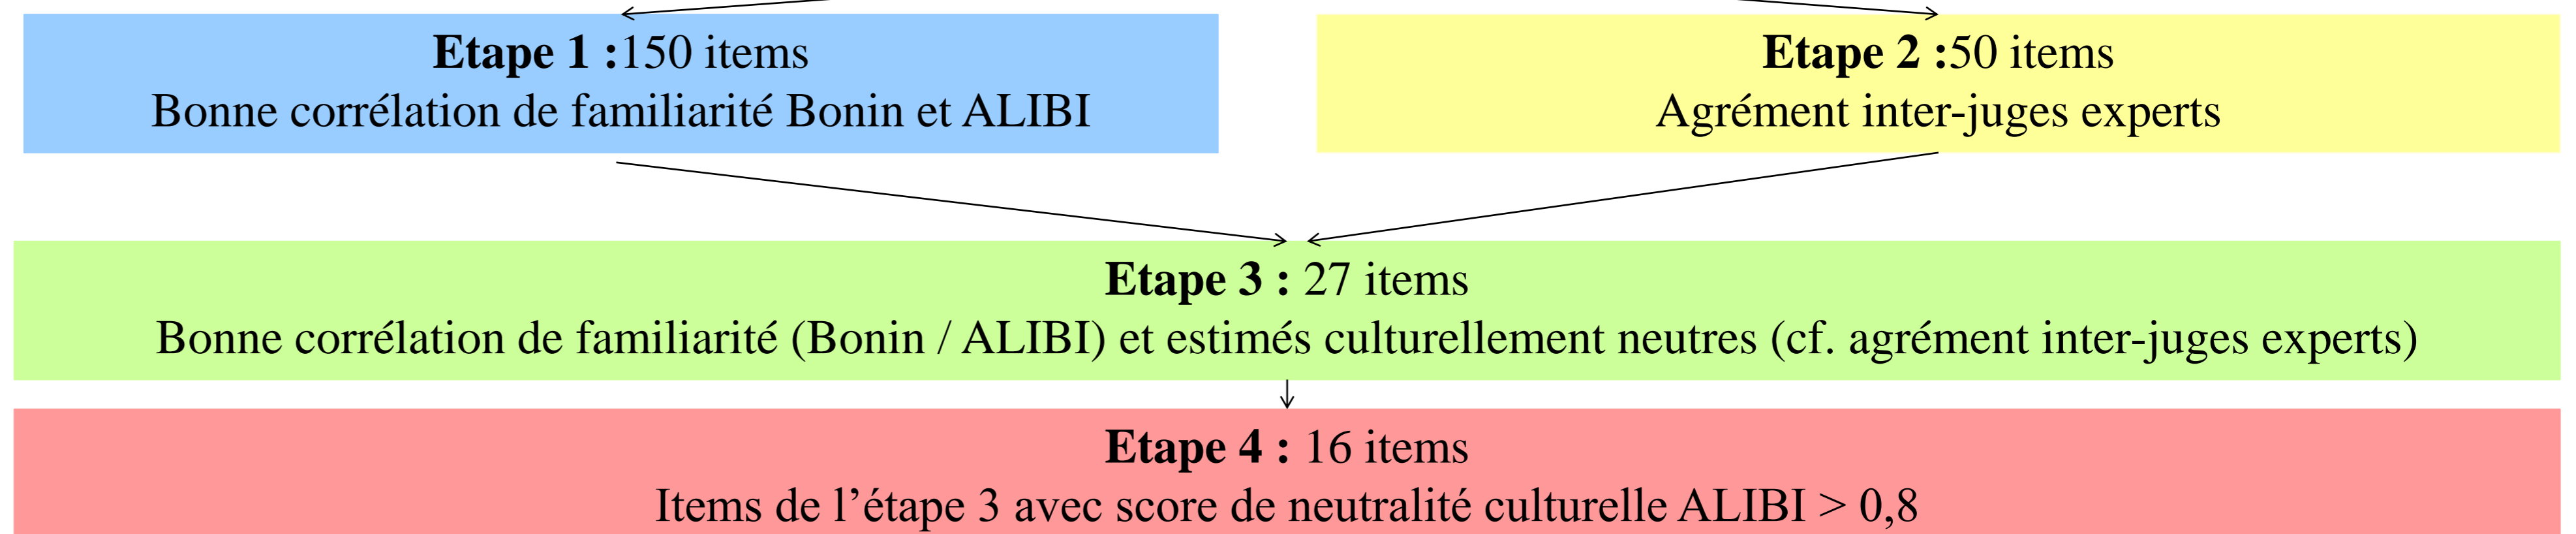 Etape 1 :150 items
Bonne corrélation de familiarité Bonin et ALIBI
Etape 2 :50 items
Agrément inter-juges experts
Etape 3 : 27 items
Bonne corrélation de familiarité (Bonin / ALIBI) et estimés culturellement neutres (cf. agrément inter-juges experts)
Etape 4 : 16 items
Items de l’étape 3 avec score de neutralité culturelle ALIBI > 0,8